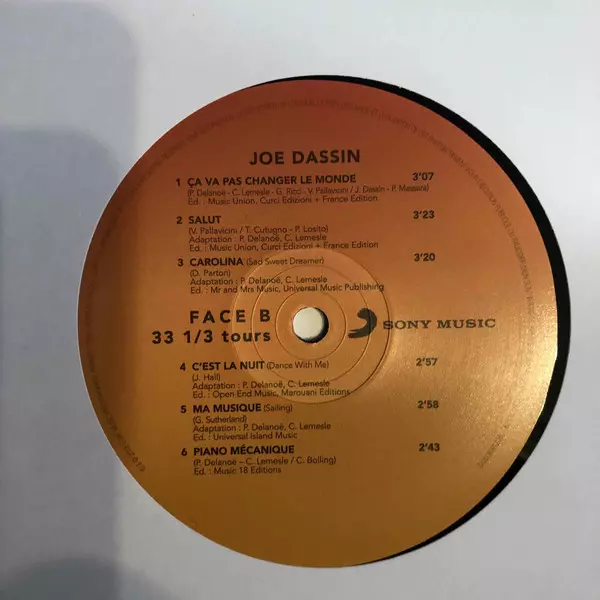 JOE DASSIN
1 ÇA VA PAS CHANGER LE MONDE 3'07
(P. Delanoë - C. Lemesle - G. Ricci - V. Pallavicini / J. Dassin - P. Massara)
Ed. : Music Union, Curci Edizioni + France Edition
2 SALUT 3'23
(V. Pallavicini / T. Cutugno - P. Losito)
Adaptation : P. Delanoë, C. Lemesle
Ed. : Music Union, Curci Edizioni + France Edition
3 CAROLINA (Sad Sweet Dreamer) 3'20
(D. Parton)
Adaptation : P. Delanoë, C. Lemesle
Ed. : Mr and Mrs Music, Universal Music Publishing
FACE B
33 1/3 tours
SONY MUSIC
4 C'EST LA NUIT (Dance With Me) 2'57
(J. Hall)
Adaptation : P. Delanoë, C. Lemesle
Ed. : Open End Music, Marouani Editions
5 MA MUSIQUE (Sailing) 2'58
(G. Sutherland)
Adaptation : P. Delanoë, C. Lemesle
Ed. : Universal Island Music
6 PIANO MÉCANIQUE 2'43
(P. Delanoë - C. Lemesle / C. Bolling)
Ed. : Music 18 Editions